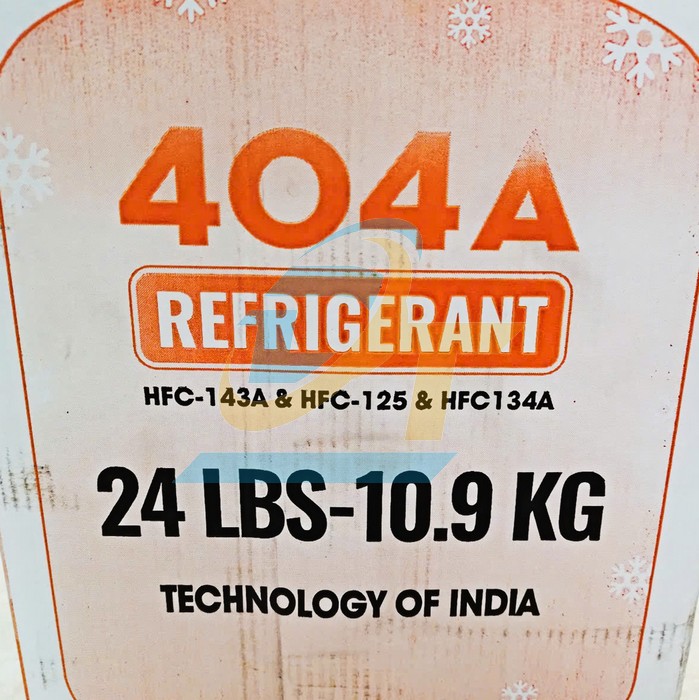 404A
REFRIGERANT
HFC-143A & HFC-125 & HFC134A
24 LBS-10.9 KG
TECHNOLOGY OF INDIA